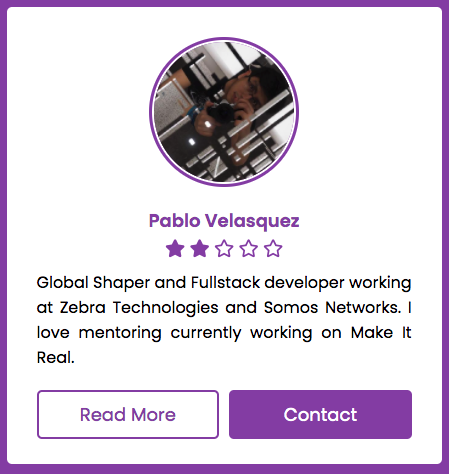 Pablo Velasquez
Global Shaper and Fullstack developer working
at Zebra Technologies and Somos Networks. I
love mentoring currently working on Make It
Real.
Read More
Contact